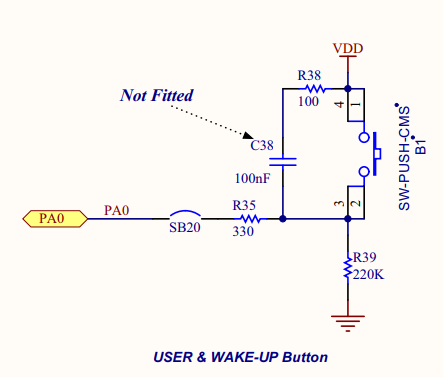 VDD
R38
100
Not Fitted
4
1
C38
100nF
SW-PUSH-CMS
B1
3
2
PA0
PA0
SB20
R35
330
R39
220K
USER & WAKE-UP Button